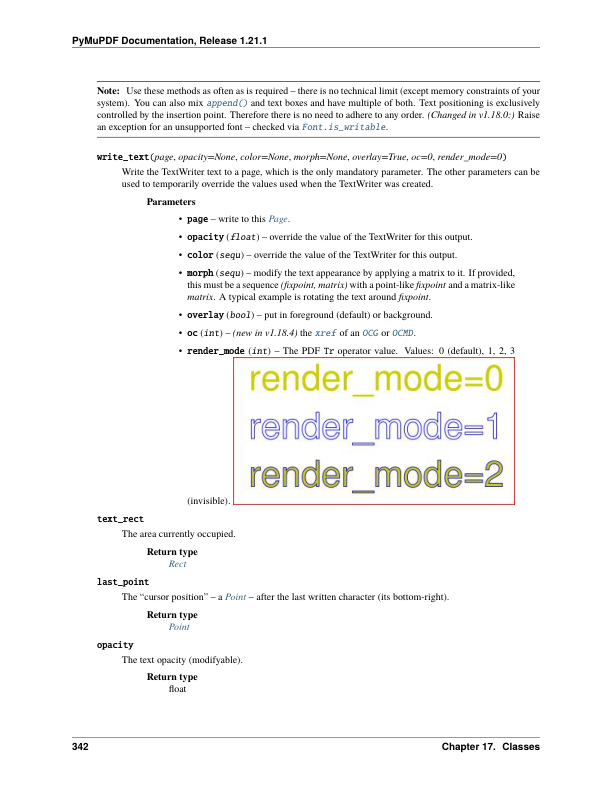 PyMuPDF Documentation, Release 1.21.1
Note: Use these methods as often as is required – there is no technical limit (except memory constraints of your
system). You can also mix append() and text boxes and have multiple of both. Text positioning is exclusively
controlled by the insertion point. Therefore there is no need to adhere to any order. (Changed in v1.18.0:) Raise
an exception for an unsupported font – checked via Font.is_writable.
write_text(page, opacity=None, color=None, morph=None, overlay=True, oc=0, render_mode=0)
Write the TextWriter text to a page, which is the only mandatory parameter. The other parameters can be
used to temporarily override the values used when the TextWriter was created.
Parameters
• page – write to this Page.
• opacity (float) – override the value of the TextWriter for this output.
• color (sequ) – override the value of the TextWriter for this output.
• morph (sequ) – modify the text appearance by applying a matrix to it. If provided,
this must be a sequence (fixpoint, matrix) with a point-like fixpoint and a matrix-like
matrix. A typical example is rotating the text around fixpoint.
• overlay (bool) – put in foreground (default) or background.
• oc (int) – (new in v1.18.4) the xref of an OCG or OCMD.
• render_mode (int) – The PDF Tr operator value. Values: 0 (default), 1, 2, 3
render_mode=0
render_mode=1
render_mode=2
(invisible).
text_rect
The area currently occupied.
Return type
Rect
last_point
The “cursor position” – a Point – after the last written character (its bottom-right).
Return type
Point
opacity
The text opacity (modifyable).
Return type
float
342
Chapter 17. Classes